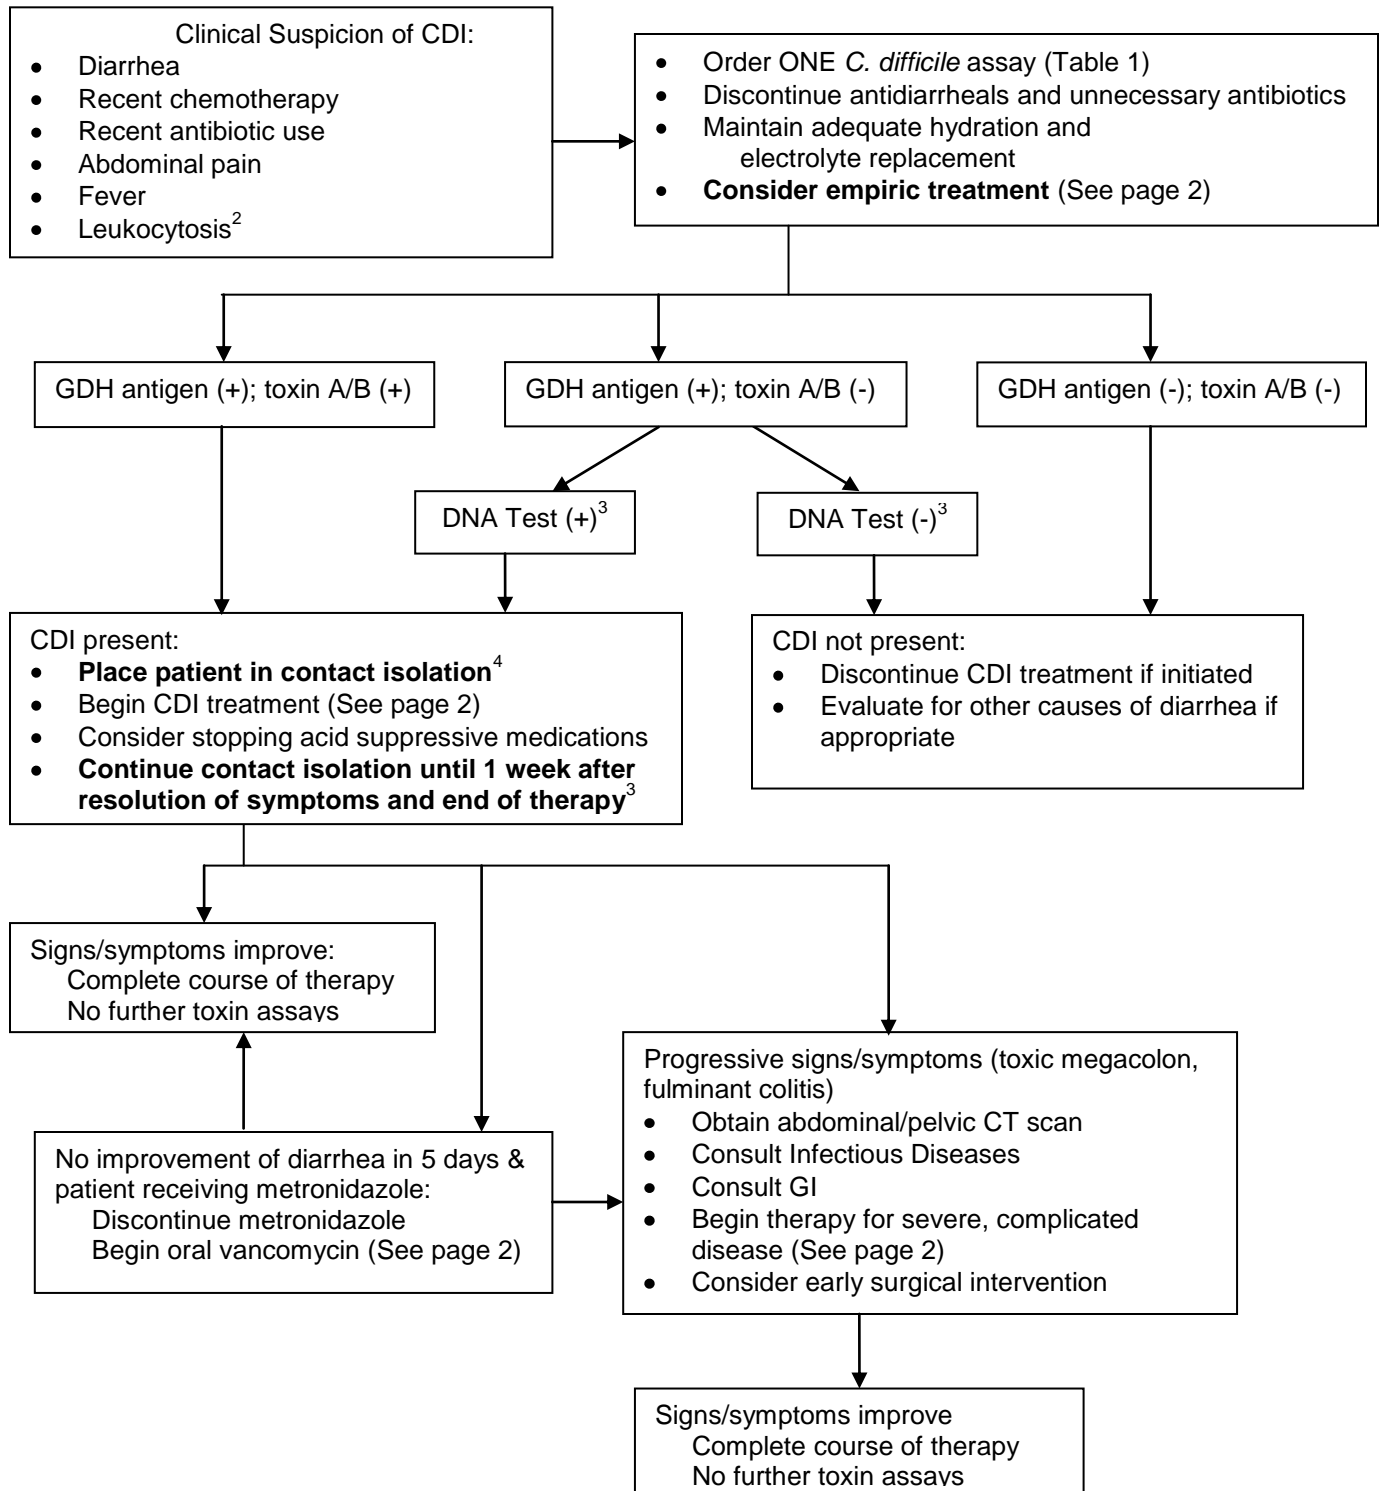 Clinical Suspicion of CDI:
• Diarrhea
• Recent chemotherapy
• Recent antibiotic use
• Abdominal pain
• Fever
• Leukocytosis²
• Order ONE C. difficile assay (Table 1)
• Discontinue antidiarrheals and unnecessary antibiotics
• Maintain adequate hydration and
electrolyte replacement
• Consider empiric treatment (See page 2)
GDH antigen (+); toxin A/B (+)
GDH antigen (+); toxin A/B (-)
GDH antigen (-); toxin A/B (-)
DNA Test (+)³
DNA Test (-)³
CDI present:
• Place patient in contact isolation⁴
• Begin CDI treatment (See page 2)
• Consider stopping acid suppressive medications
• Continue contact isolation until 1 week after
resolution of symptoms and end of therapy³
CDI not present:
• Discontinue CDI treatment if initiated
• Evaluate for other causes of diarrhea if
appropriate
Signs/symptoms improve:
Complete course of therapy
No further toxin assays
No improvement of diarrhea in 5 days &
patient receiving metronidazole:
Discontinue metronidazole
Begin oral vancomycin (See page 2)
Progressive signs/symptoms (toxic megacolon,
fulminant colitis)
• Obtain abdominal/pelvic CT scan
• Consult Infectious Diseases
• Consult GI
• Begin therapy for severe, complicated
disease (See page 2)
• Consider early surgical intervention
Signs/symptoms improve
Complete course of therapy
No further toxin assays